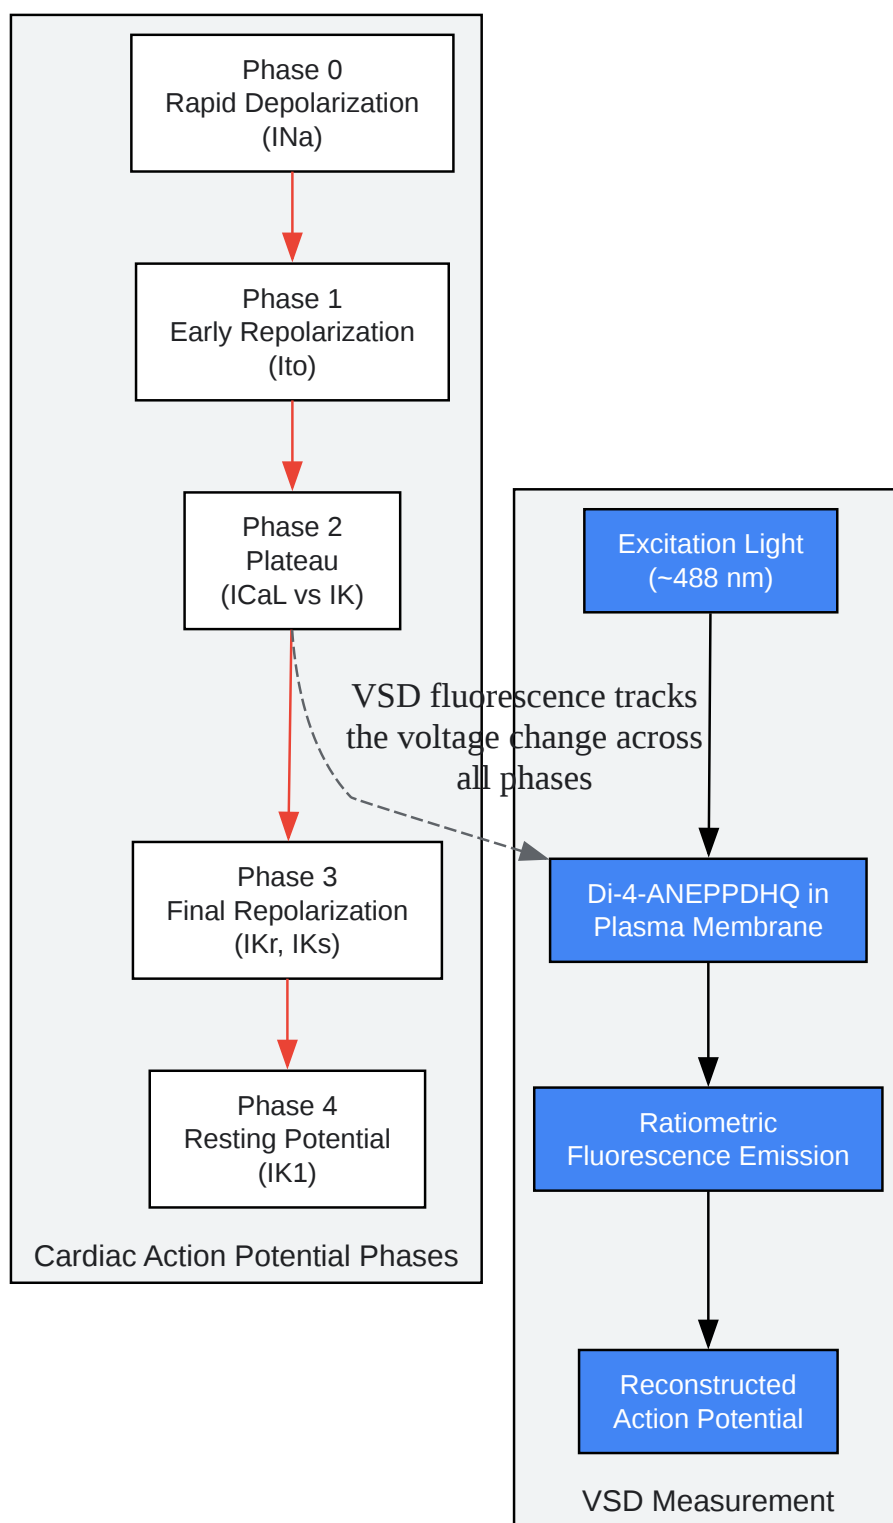 Phase 0
Rapid Depolarization
(INa)
Phase 1
Early Repolarization
(Ito)
Phase 2
Plateau
(ICaL vs IK)
Phase 3
Final Repolarization
(IKr, IKs)
Phase 4
Resting Potential
(IK1)
Cardiac Action Potential Phases
VSD fluorescence tracks
the voltage change across
all phases
Excitation Light
(~488 nm)
Di-4-ANEPPDHQ in
Plasma Membrane
Ratiometric
Fluorescence Emission
Reconstructed
Action Potential
VSD Measurement